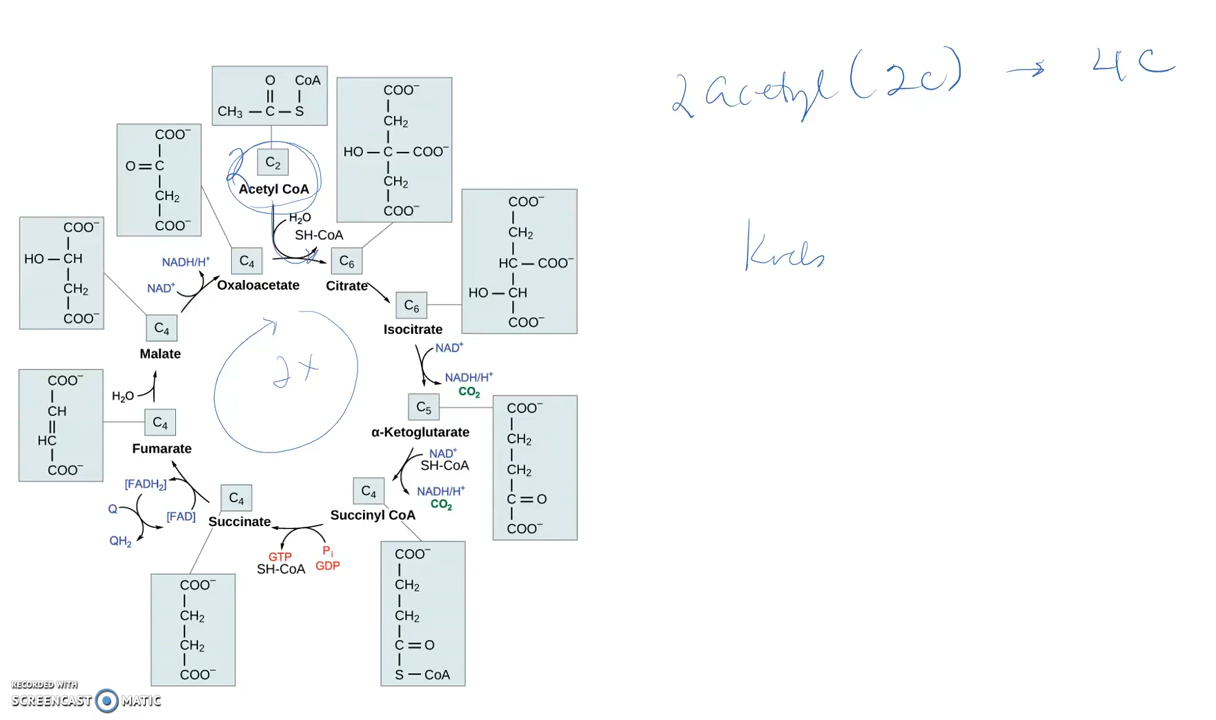 2 acetyl (2C) → 4C
O CoA
CH3 — C — S
C2
2
Acetyl CoA
H2O
SH-CoA
COO⁻
CH2
HO — C — COO⁻
CH2
COO⁻
C6
Citrate
COO⁻
CH2
HC — COO⁻
HO — CH
COO⁻
C6
Isocitrate
NAD⁺
NADH/H⁺
CO2
COO⁻
CH2
CH2
C = O
COO⁻
C5
α-Ketoglutarate
NAD⁺
SH-CoA
NADH/H⁺
CO2
C4
Succinyl CoA
COO⁻
CH2
CH2
C = O
S — CoA
Pi
GDP
GTP
SH-CoA
C4
Succinate
COO⁻
CH2
CH2
COO⁻
[FAD]
[FADH2]
Q
QH2
C4
Fumarate
COO⁻
CH
HC
COO⁻
H2O
C4
Malate
COO⁻
HO — CH
CH2
COO⁻
NAD⁺
NADH/H⁺
C4
Oxaloacetate
COO⁻
O = C
CH2
COO⁻
2x
RECORDED WITH
SCREENCAST MATIC